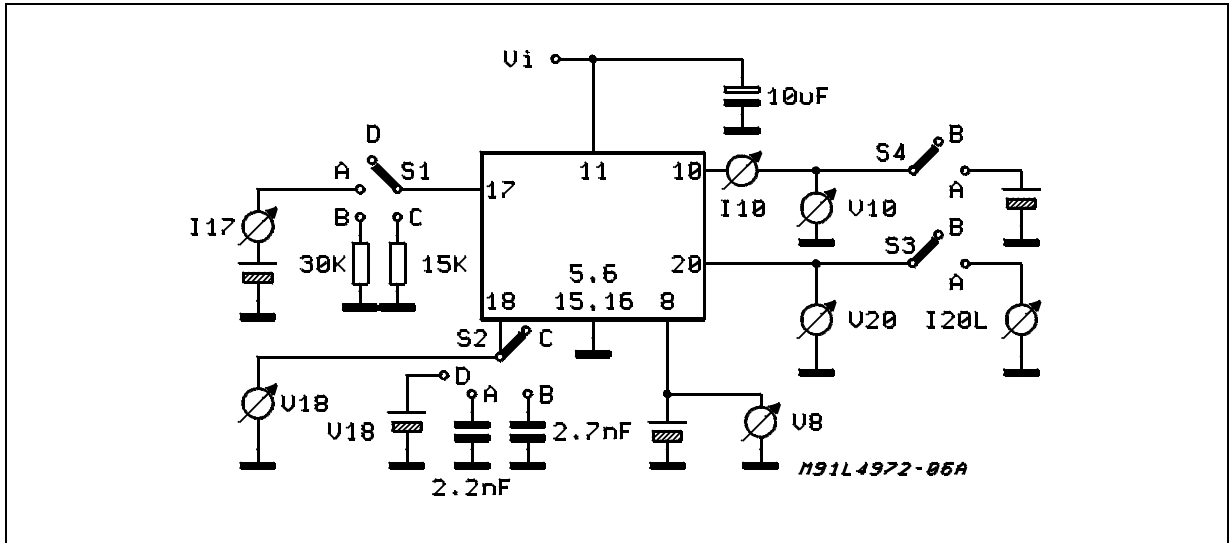 Vi
10uF
D
A
S1
B
C
I17
30K
15K
17
11
10
20
5.6
15.16
18
8
I10
V10
S4
B
A
S3
B
A
V20
I20L
S2
C
D
A
B
V18
V18
2.7nF
2.2nF
V8
M91L4972-06A